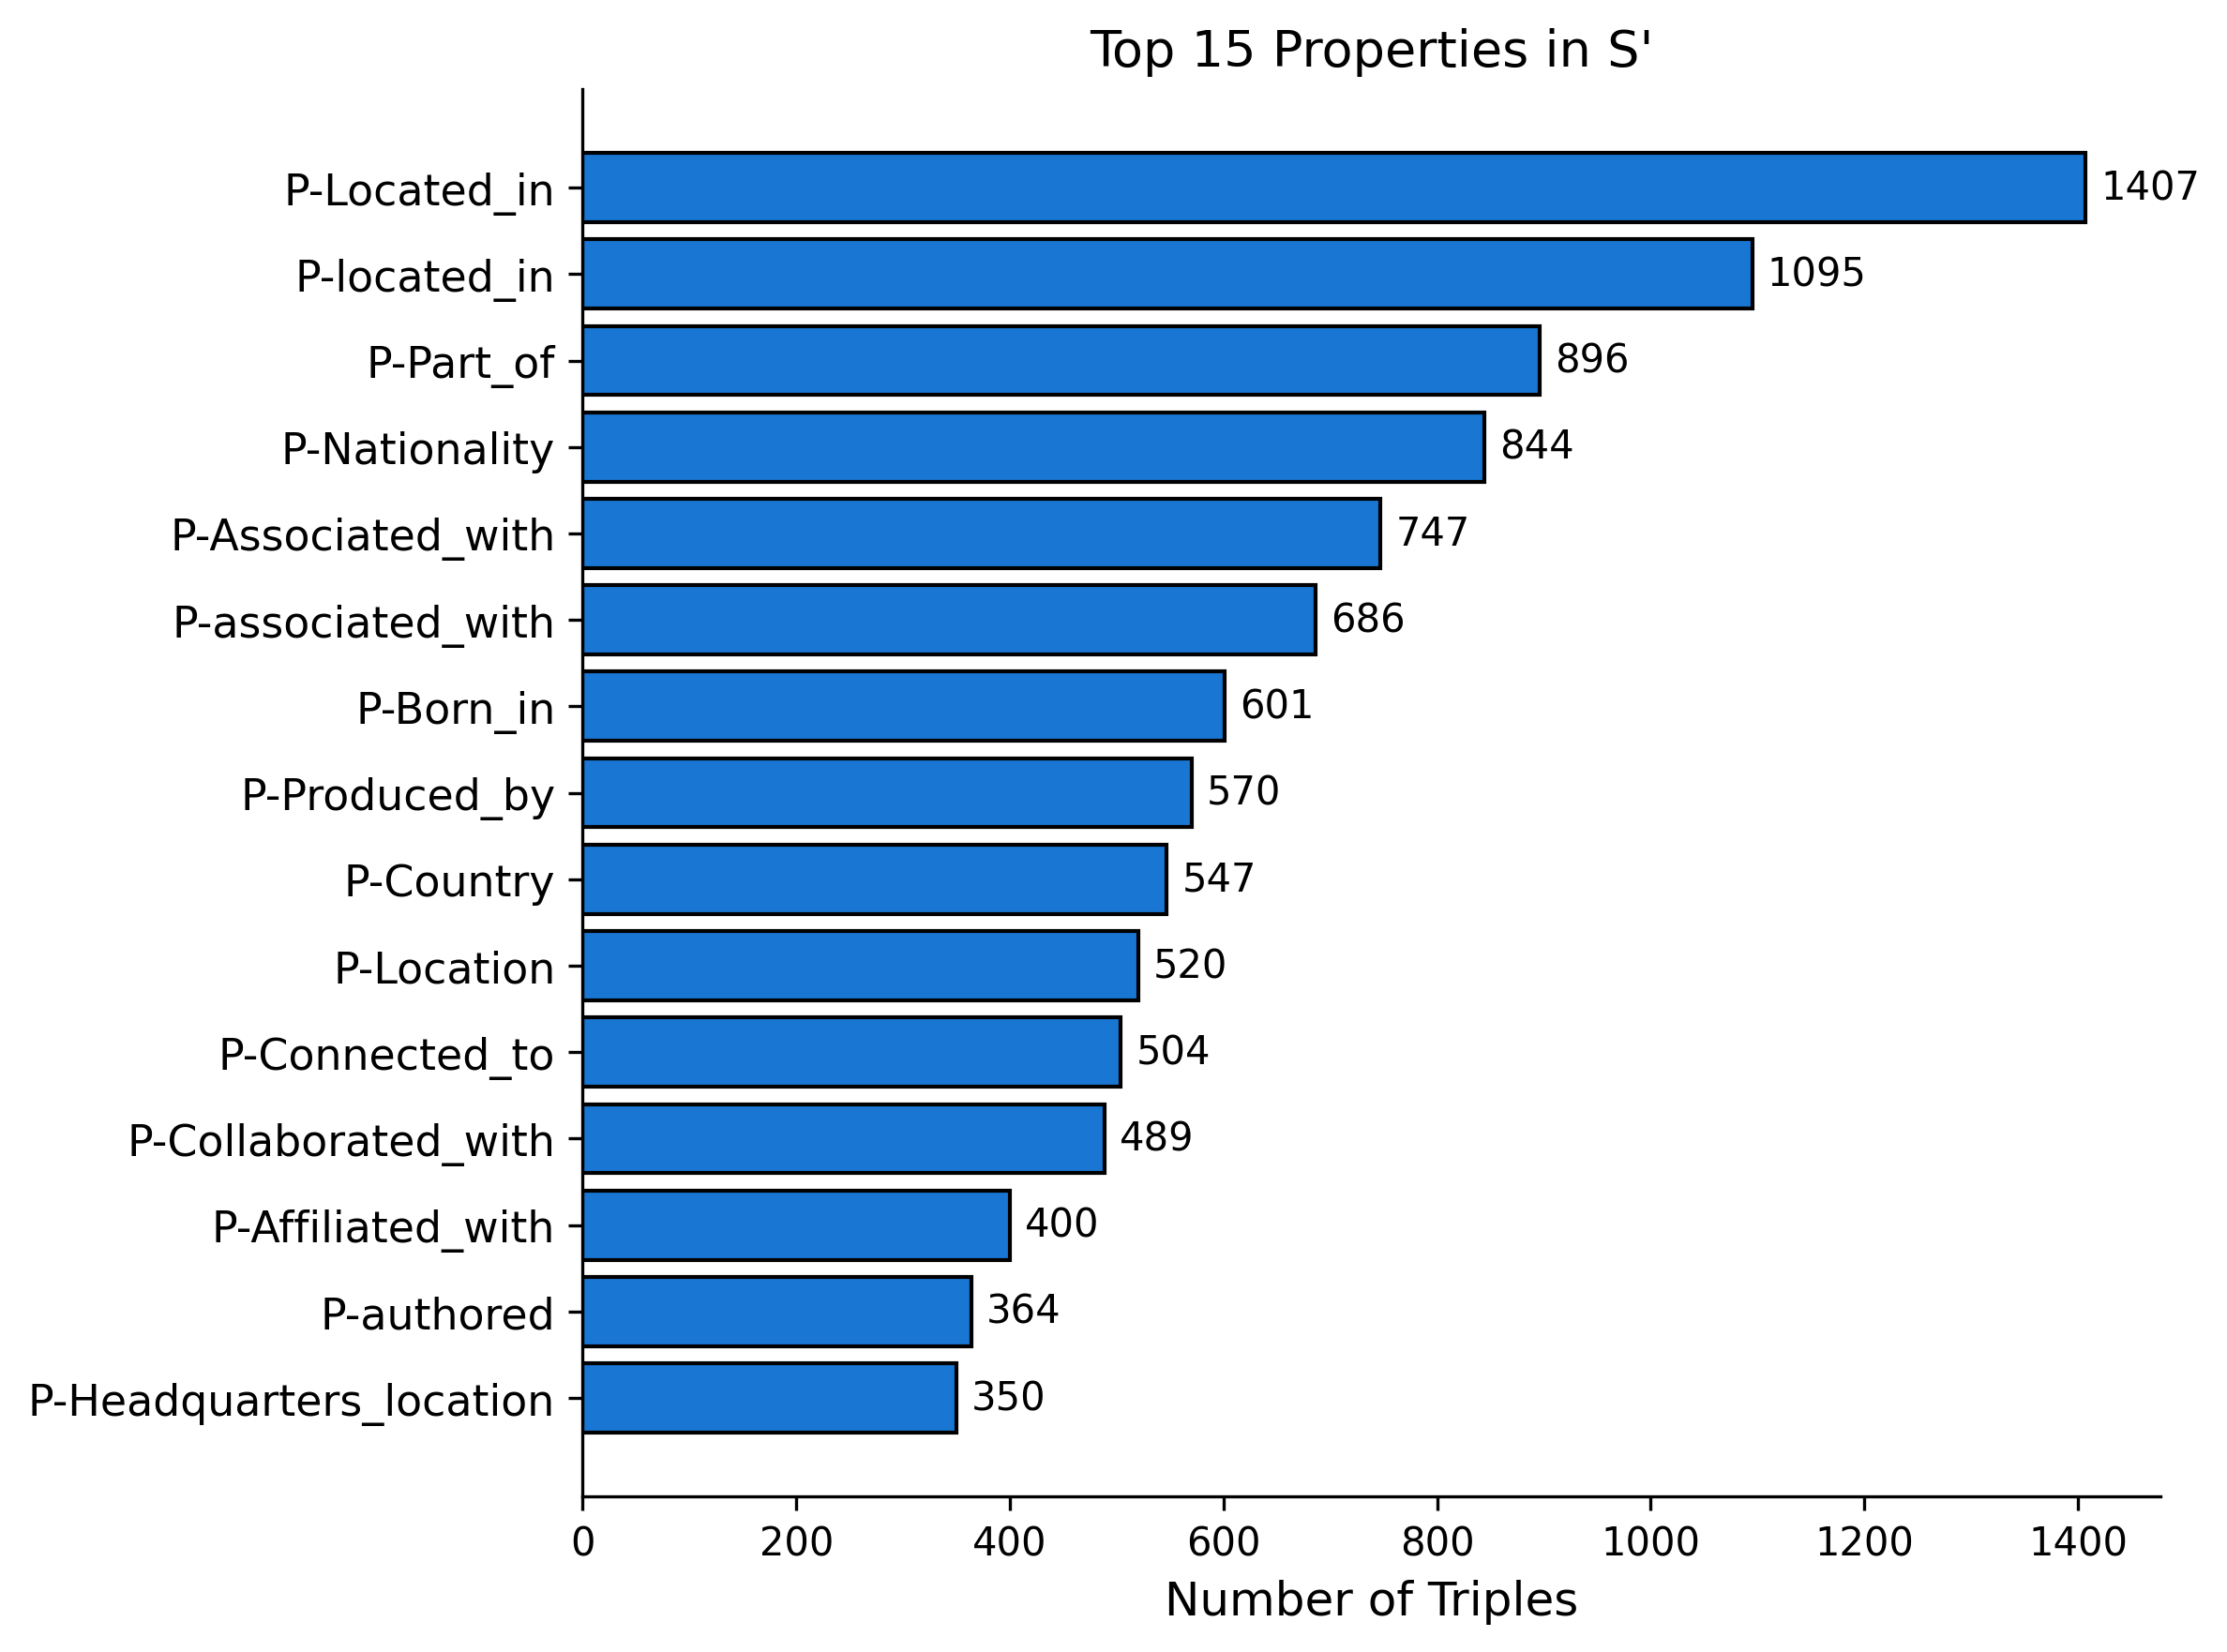 Top 15 Properties in S'
P-Located_in 1407
P-located_in 1095
P-Part_of 896
P-Nationality 844
P-Associated_with 747
P-associated_with 686
P-Born_in 601
P-Produced_by 570
P-Country 547
P-Location 520
P-Connected_to 504
P-Collaborated_with 489
P-Affiliated_with 400
P-authored 364
P-Headquarters_location 350
0 200 400 600 800 1000 1200 1400
Number of Triples